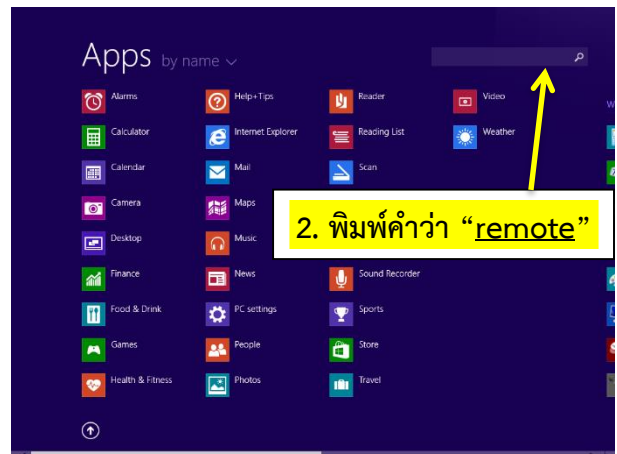 Apps by name
Alarms
Help+Tips
Reader
Video
Calculator
Internet Explorer
Reading List
Weather
Calendar
Mail
Scan
Camera
Maps
2. พิมพ์คำว่า “remote”
Desktop
Music
Finance
News
Sound Recorder
Food & Drink
PC settings
Sports
Games
People
Store
Health & Fitness
Photos
Travel